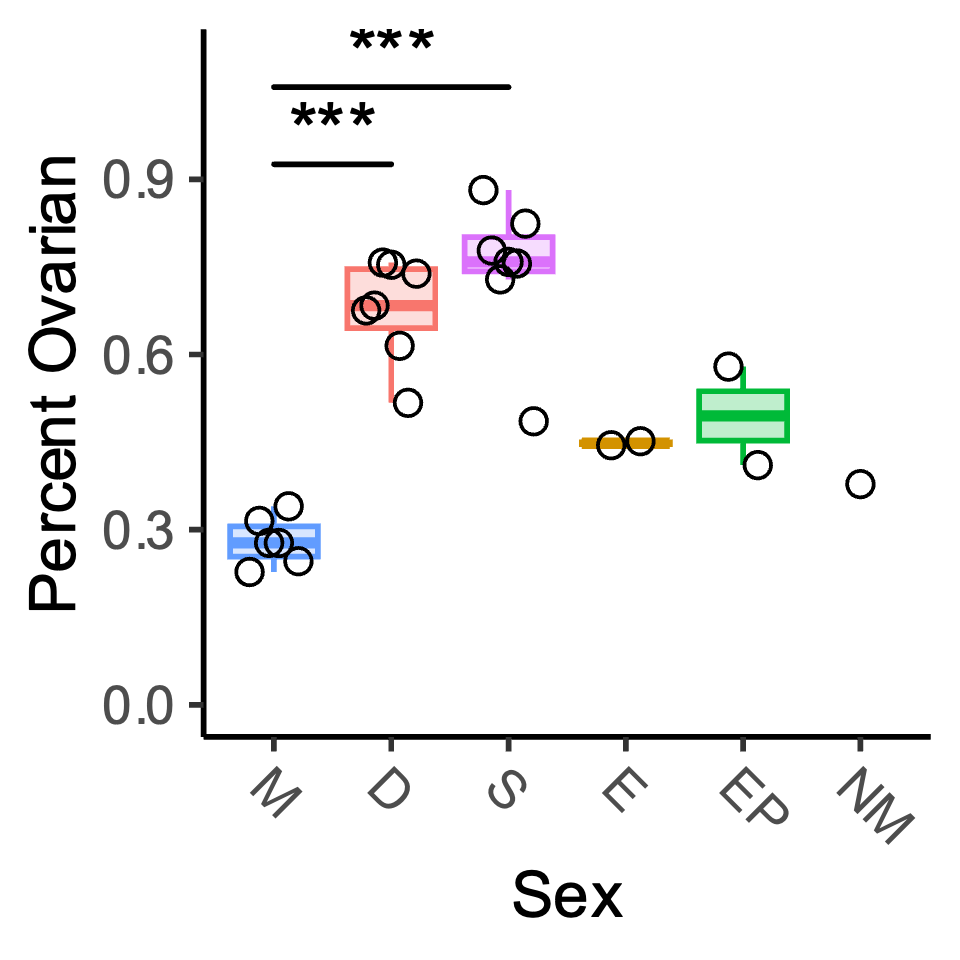 ***
***
Percent Ovarian
0.9
0.6
0.3
0.0
M
D
S
E
EP
NM
Sex